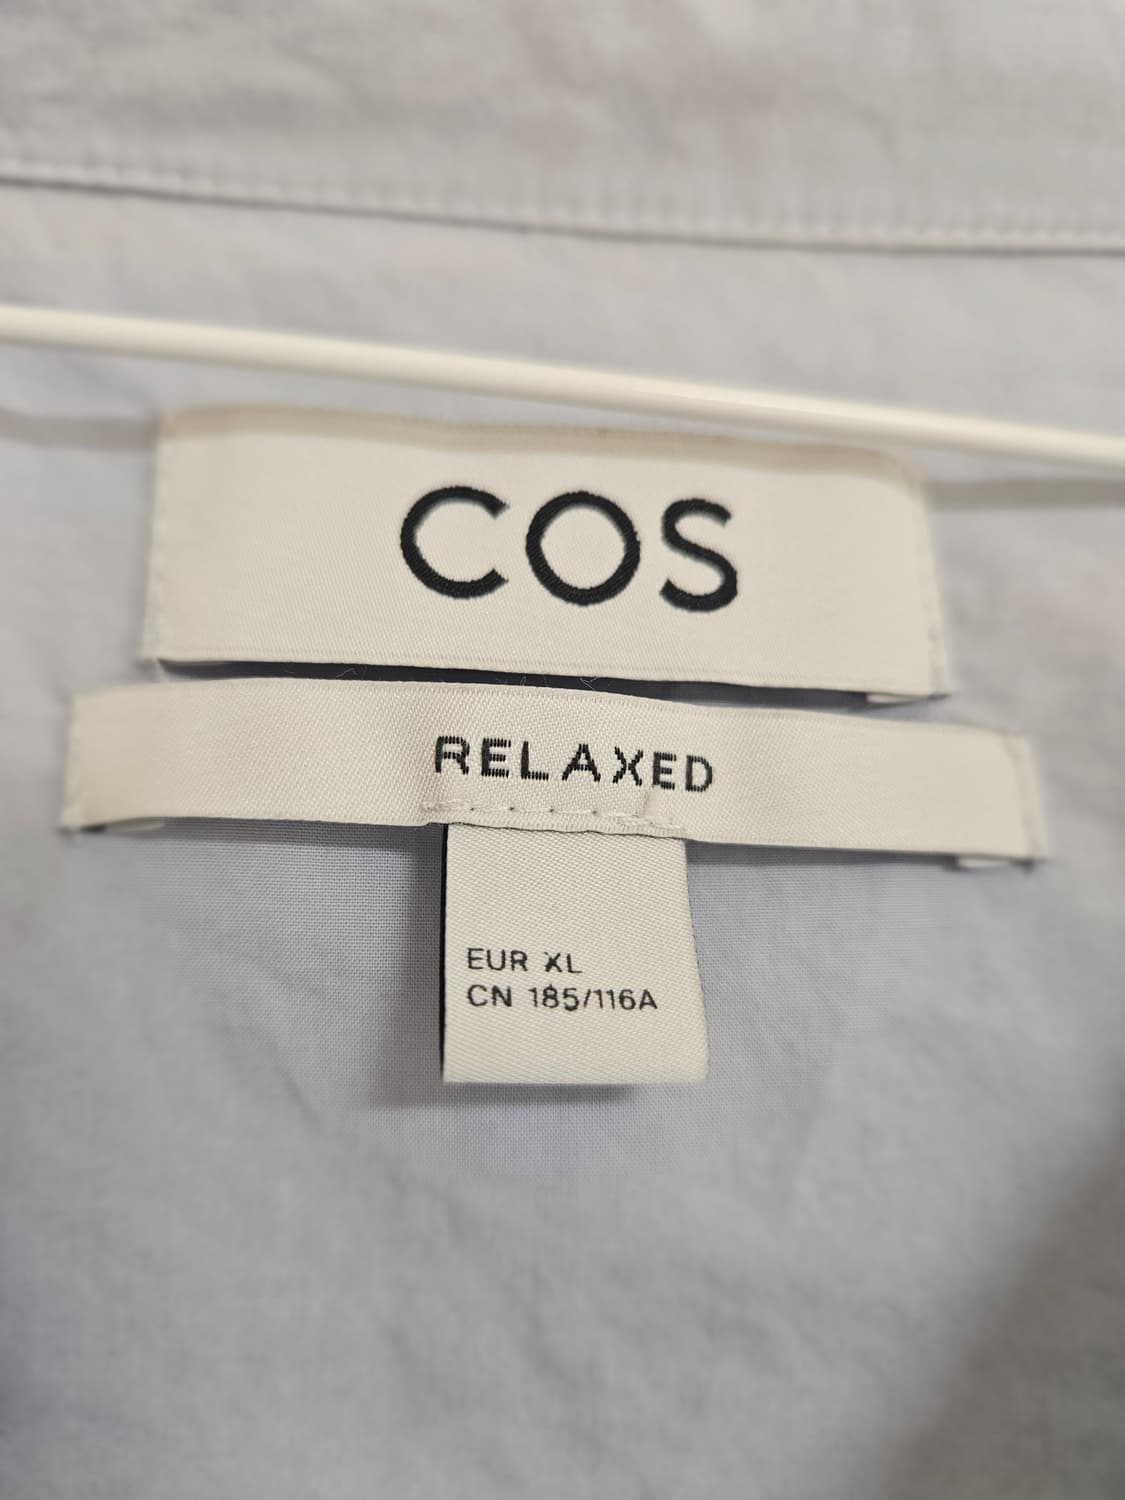 COS
RELAXED
EUR XL
CN 185/116A